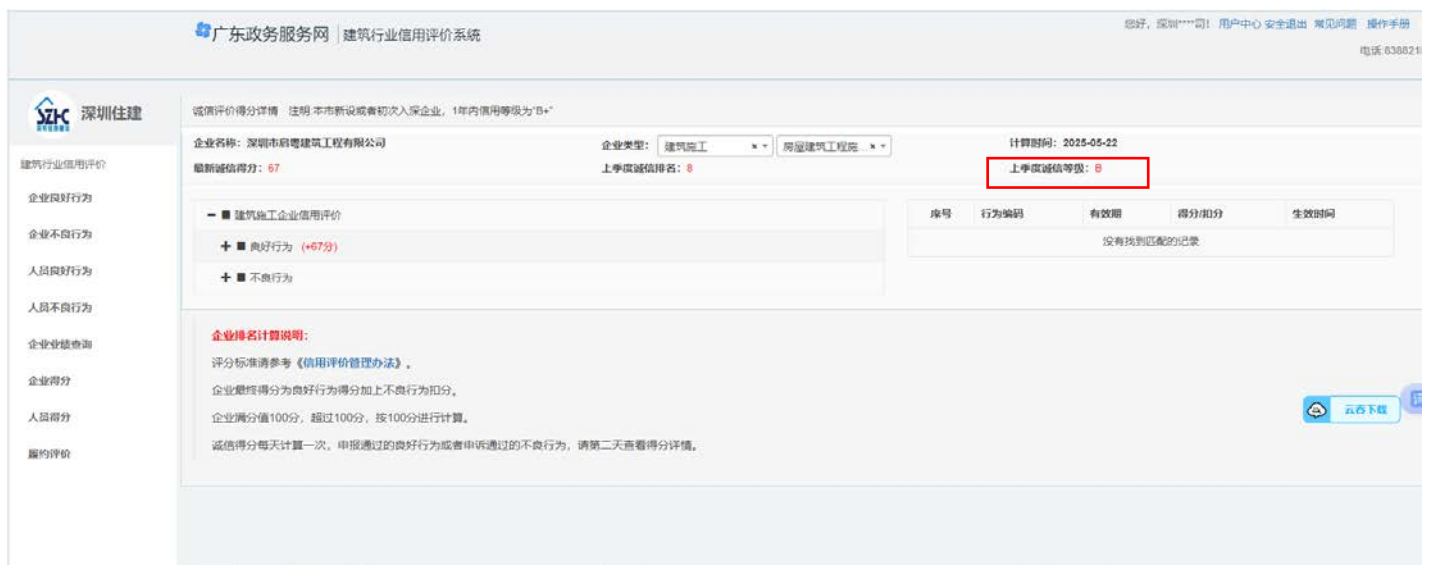 广东政务服务网 | 建筑行业信用评价系统
您好，深圳****司! 用户中心 安全退出 常见问题 操作手册
电话:838821
SZHC 深圳住建
诚信评价得分详情 注明 本市新设或者初次入深企业，1年内信用等级为"B+"
企业名称：深圳市启粤建筑工程有限公司
企业类型： 建筑施工 房屋建筑工程施
计算时间：2025-05-22
最新诚信得分：67
上季度诚信排名：8
上季度诚信等级：B
建筑行业信用评价
企业良好行为
企业不良行为
人员良好行为
人员不良行为
企业业绩查询
企业得分
人员得分
履约评价
建筑施工企业信用评价
良好行为 (+67分)
不良行为
序号 行为编码 有效期 得分/扣分 生效时间
没有找到匹配的记录
企业排名计算说明：
评分标准请参考《信用评价管理办法》。
企业最终得分为良好行为得分加上不良行为扣分。
企业满分值100分，超过100分，按100分进行计算。
诚信得分每天计算一次，申报通过的良好行为或者申诉通过的不良行为，请第二天查看得分详情。
云吞下载